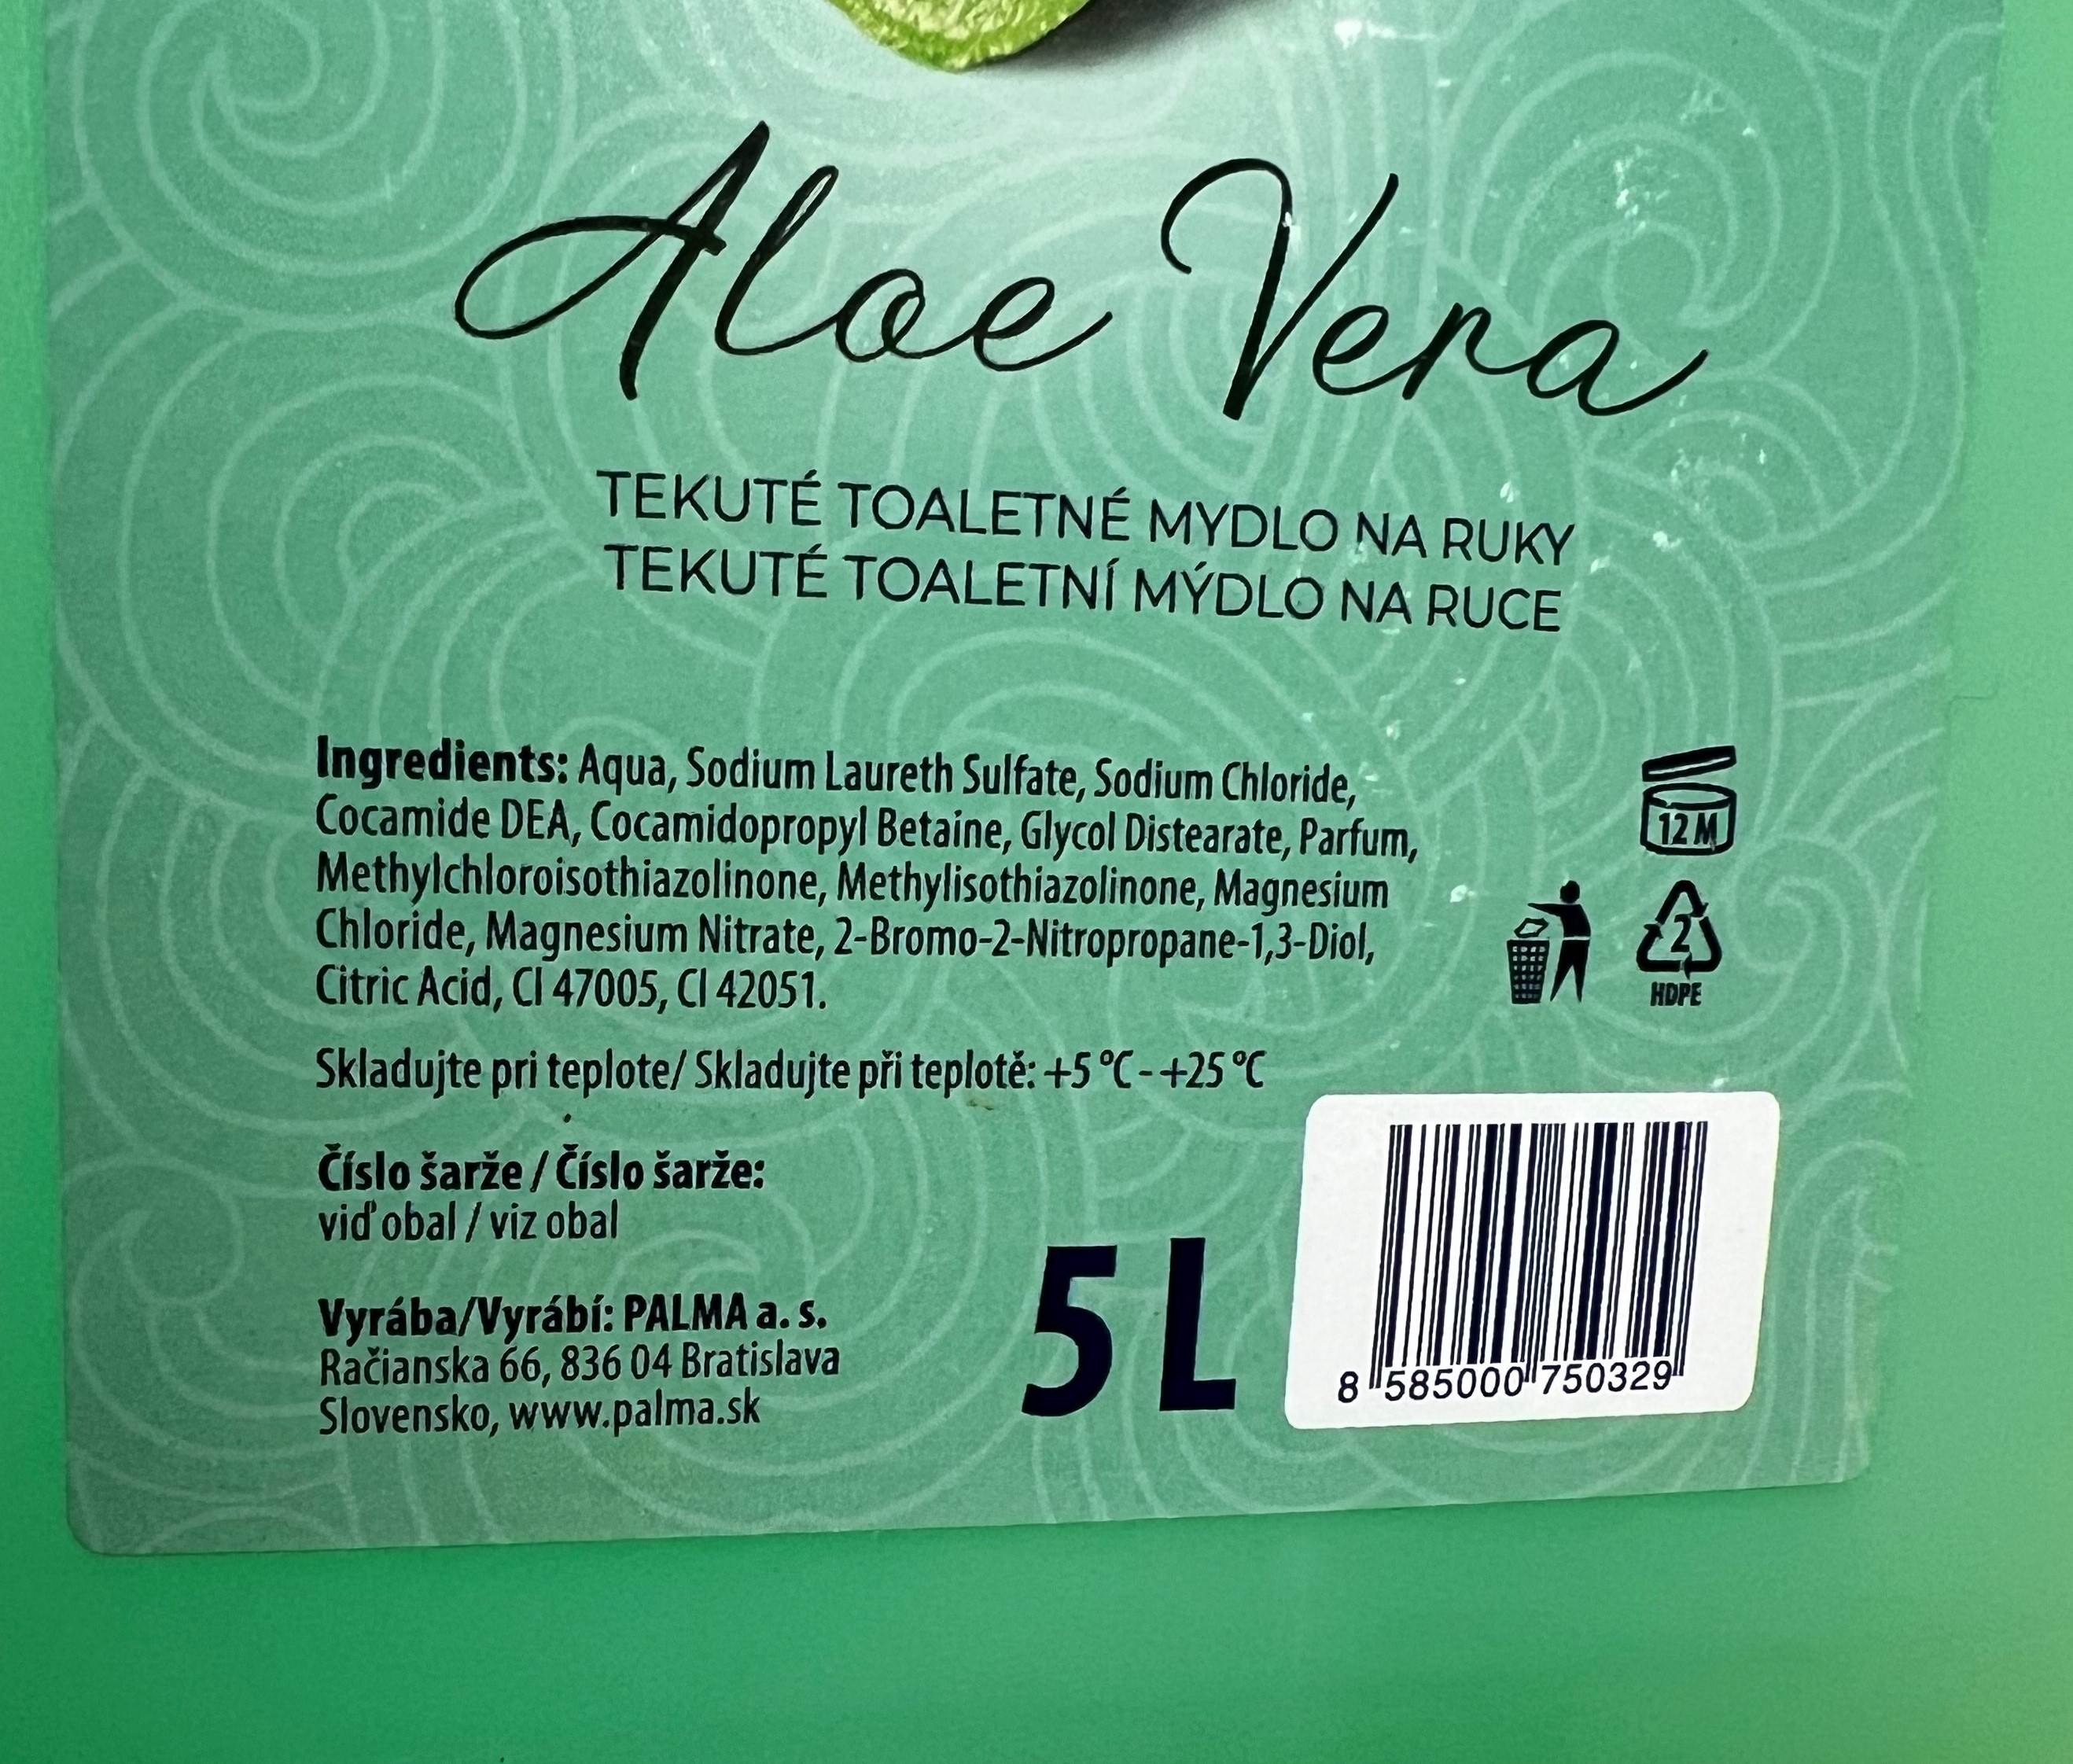 Aloe Vera
TEKUTÉ TOALETNÉ MYDLO NA RUKY
TEKUTÉ TOALETNÍ MÝDLO NA RUCE
Ingredients: Aqua, Sodium Laureth Sulfate, Sodium Chloride,
Cocamide DEA, Cocamidopropyl Betaine, Glycol Distearate, Parfum,
Methylchloroisothiazolinone, Methylisothiazolinone, Magnesium
Chloride, Magnesium Nitrate, 2-Bromo-2-Nitropropane-1,3-Diol,
Citric Acid, CI 47005, CI 42051.
12 M
2
HDPE
Skladujte pri teplote/ Skladujte při teplotě: +5 °C - +25 °C
Číslo šarže / Číslo šarže:
viď obal / viz obal
Vyrába/Vyrábí: PALMA a. s.
Račianska 66, 836 04 Bratislava
Slovensko, www.palma.sk
5 L
8 585000 750329